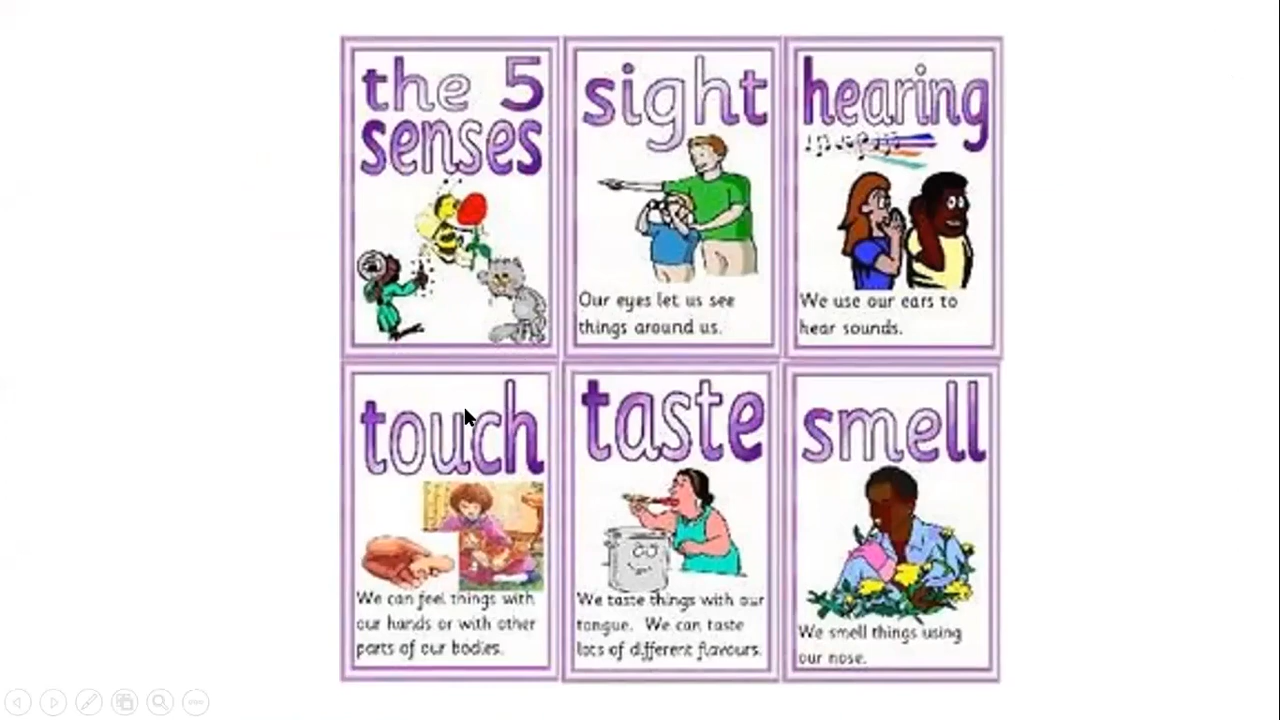 the 5
senses
sight
Our eyes let us see
things around us.
hearing
We use our ears to
hear sounds.
touch
We can feel things with
our hands or with other
parts of our bodies.
taste
We taste things with our
tongue. We can taste
lots of different flavours.
smell
We smell things using
our nose.